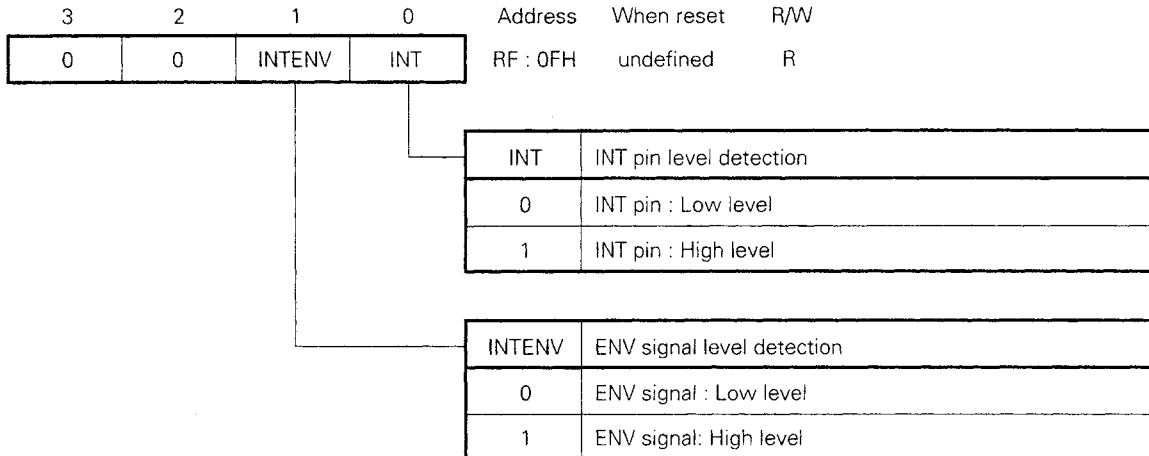 3 2 1 0 Address When reset R/W
0 0 INTENV INT RF : 0FH undefined R
INT INT pin level detection
0 INT pin : Low level
1 INT pin : High level
INTENV ENV signal level detection
0 ENV signal : Low level
1 ENV signal: High level